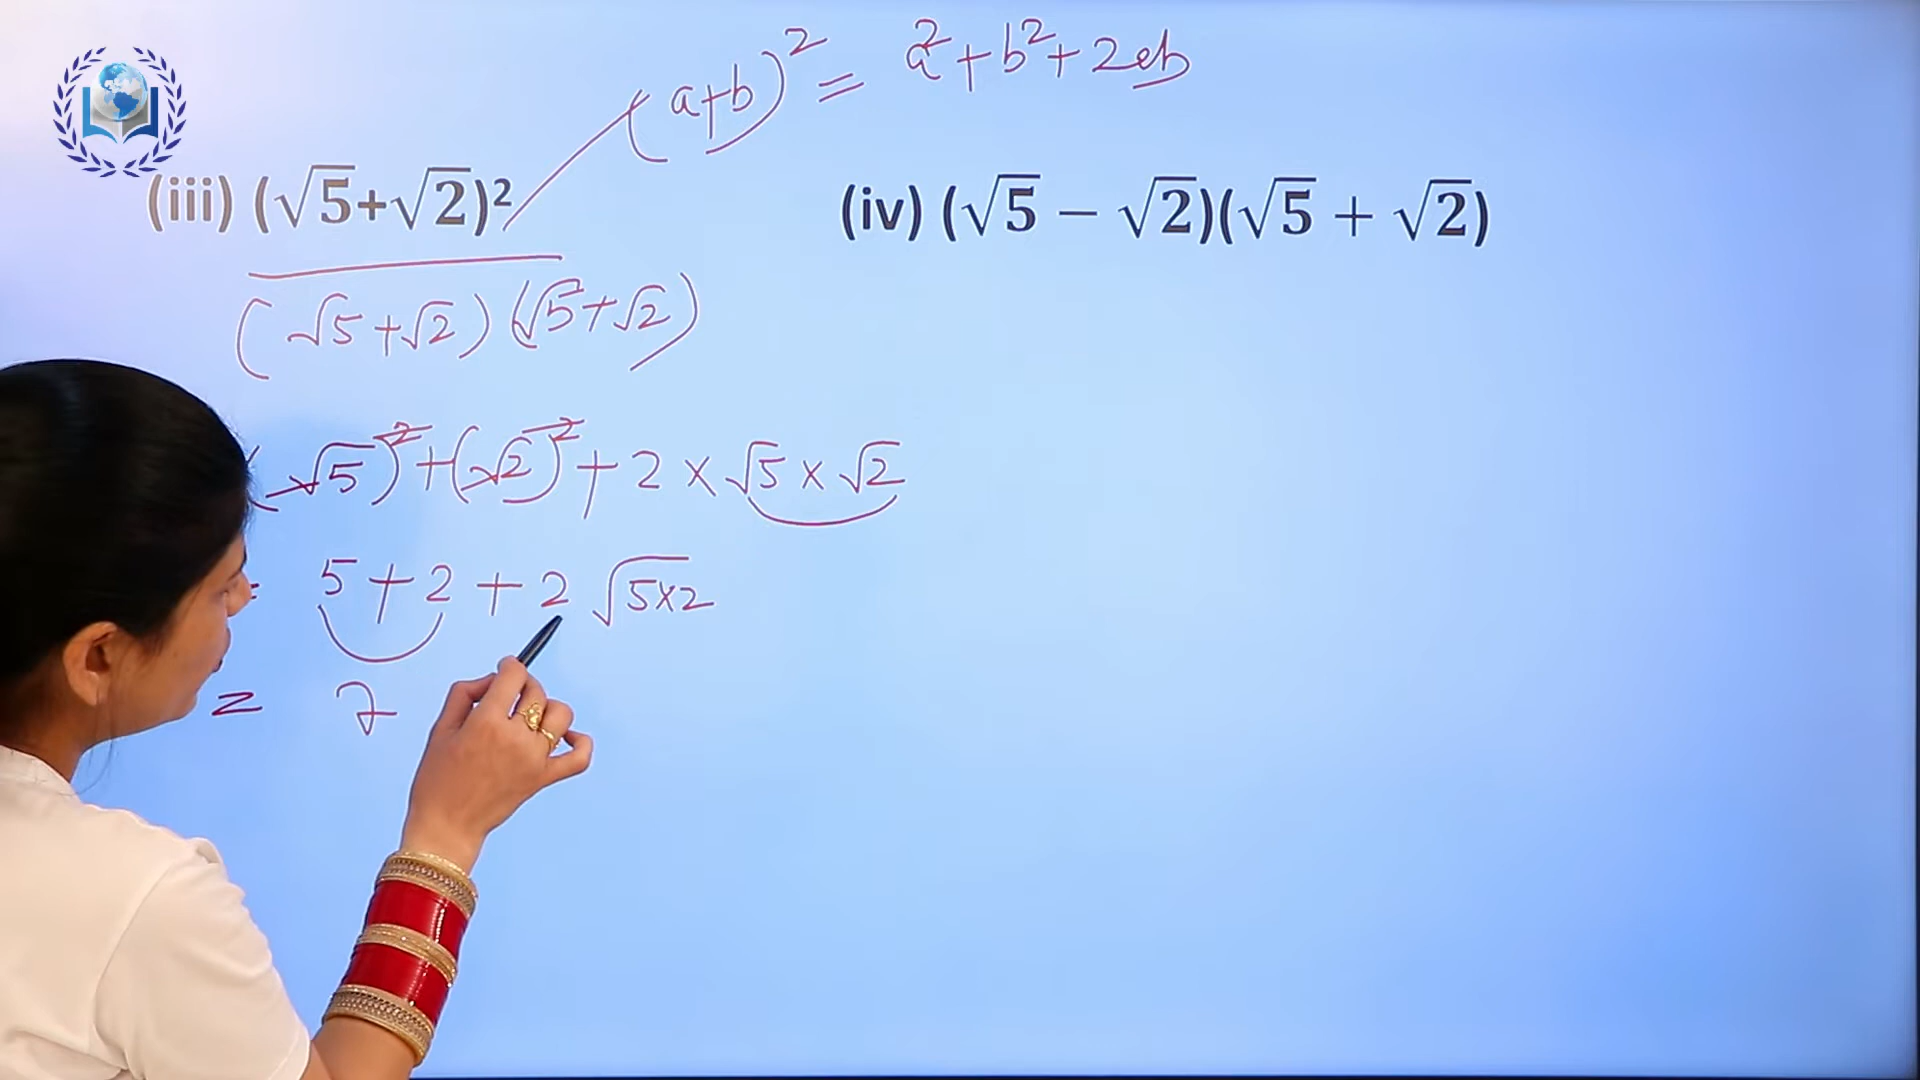 (a+b)² = a²+b²+2ab
(iii) (√5+√2)²
(iv) (√5 − √2)(√5 + √2)
(√5+√2)(√5+√2)
(√5)²+(√2)²+2×√5×√2
= 5+2+2√5×2
= 7